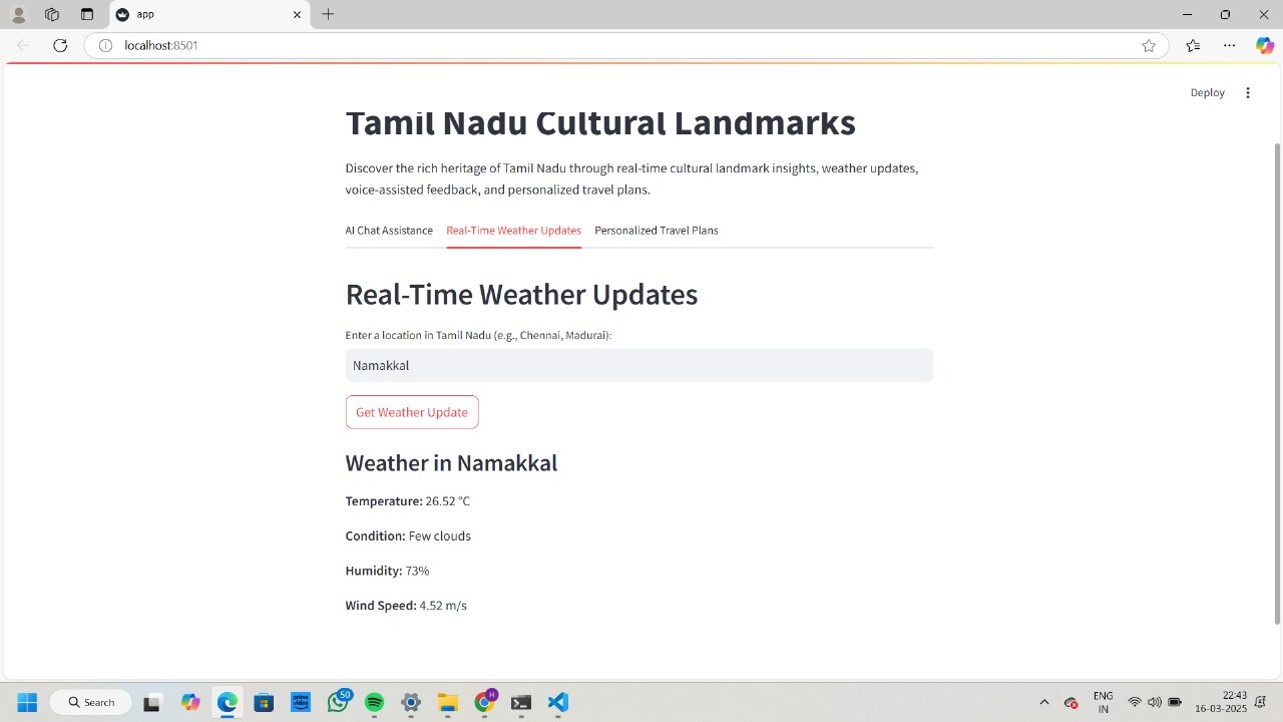 app
localhost:8501
Deploy
Tamil Nadu Cultural Landmarks
Discover the rich heritage of Tamil Nadu through real-time cultural landmark insights, weather updates,
voice-assisted feedback, and personalized travel plans.
AI Chat Assistance Real-Time Weather Updates Personalized Travel Plans
Real-Time Weather Updates
Enter a location in Tamil Nadu (e.g., Chennai, Madurai):
Namakkal
Get Weather Update
Weather in Namakkal
Temperature: 26.52 °C
Condition: Few clouds
Humidity: 73%
Wind Speed: 4.52 m/s
Search
prime video
50
H
ENG
IN
22:43
16-03-2025